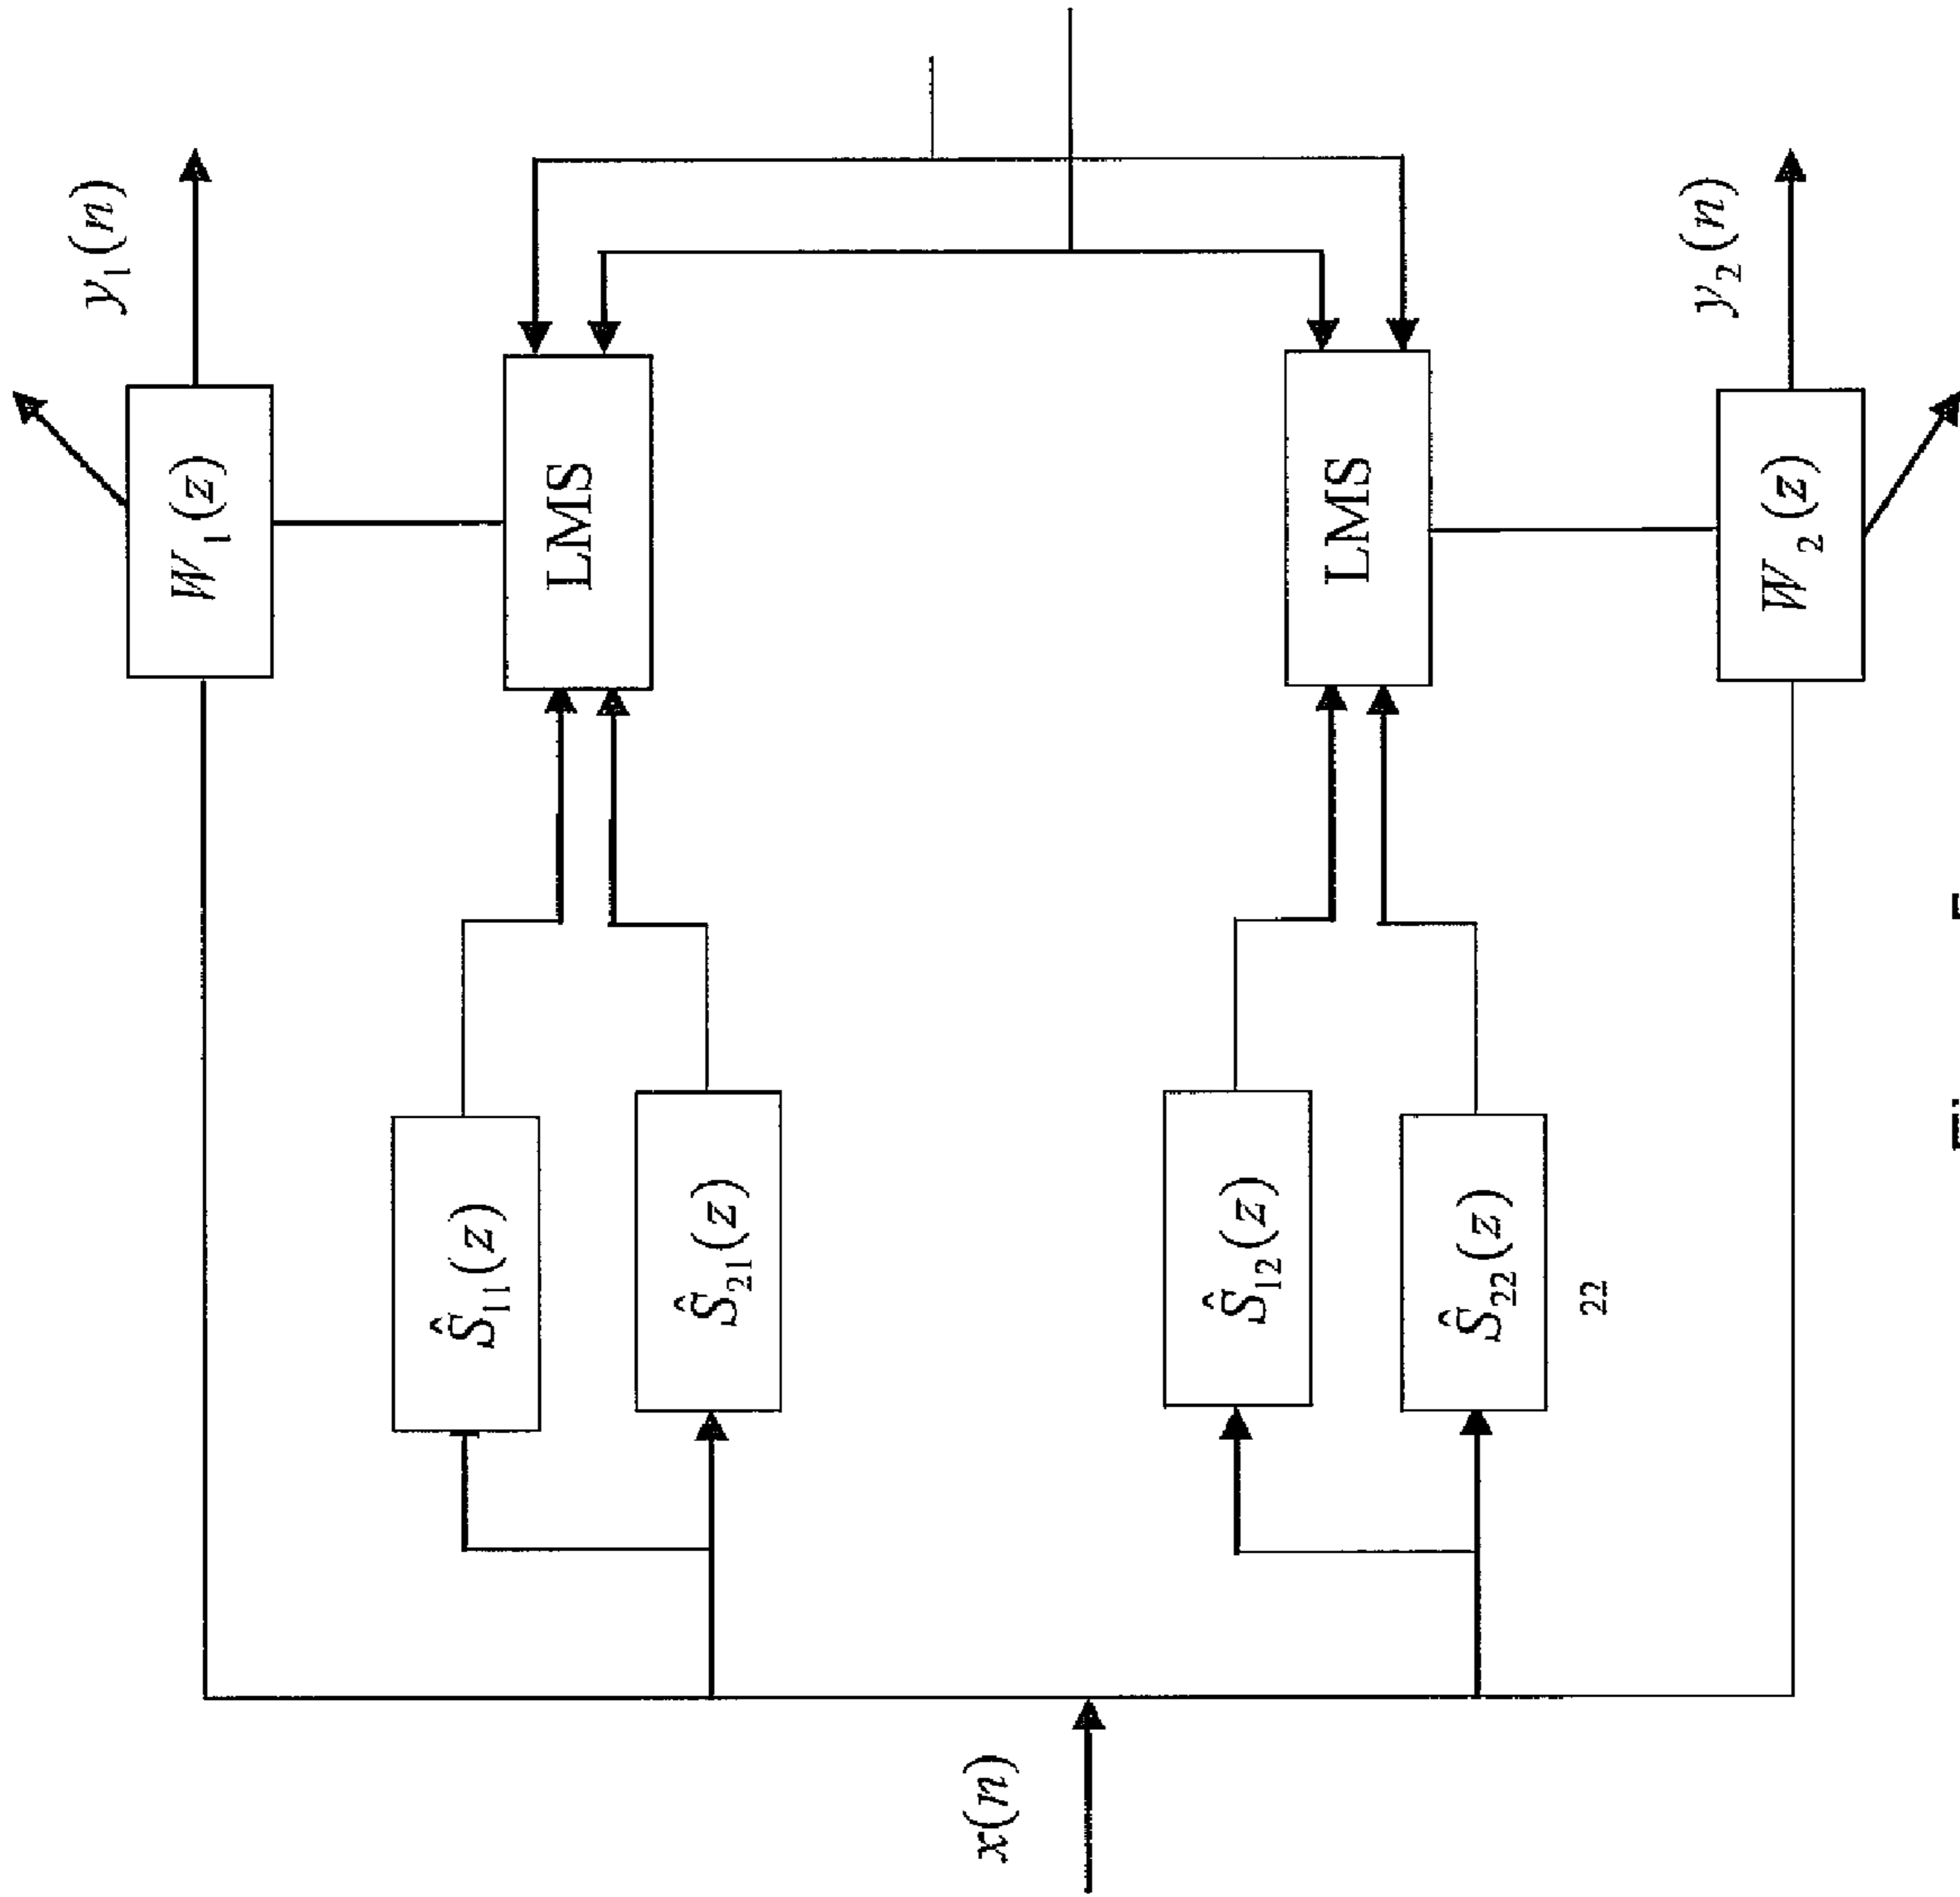 y₁(n)
W₁(z)
LMS
Ŝ₁₁(z)
Ŝ₂₁(z)
x(n)
Ŝ₁₂(z)
Ŝ₂₂(z)
22
LMS
W₂(z)
y₂(n)